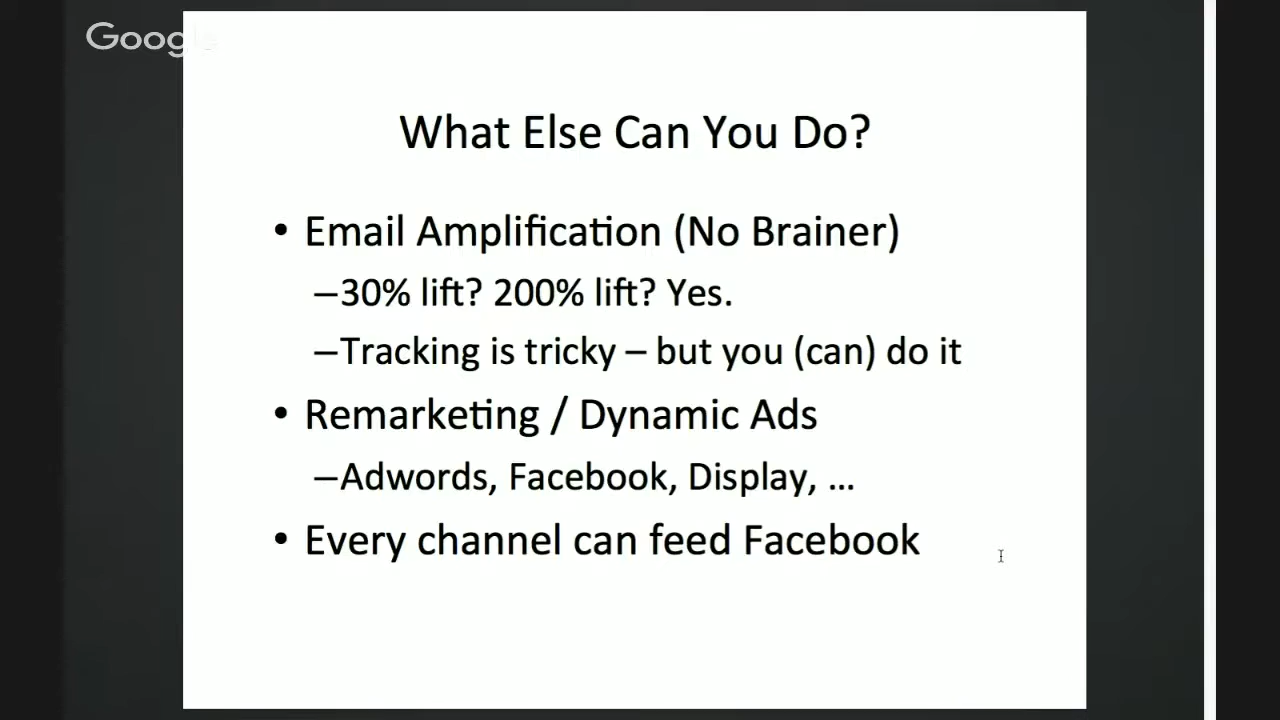 Google
What Else Can You Do?
• Email Amplification (No Brainer)
–30% lift? 200% lift? Yes.
–Tracking is tricky – but you (can) do it
• Remarketing / Dynamic Ads
–Adwords, Facebook, Display, ...
• Every channel can feed Facebook